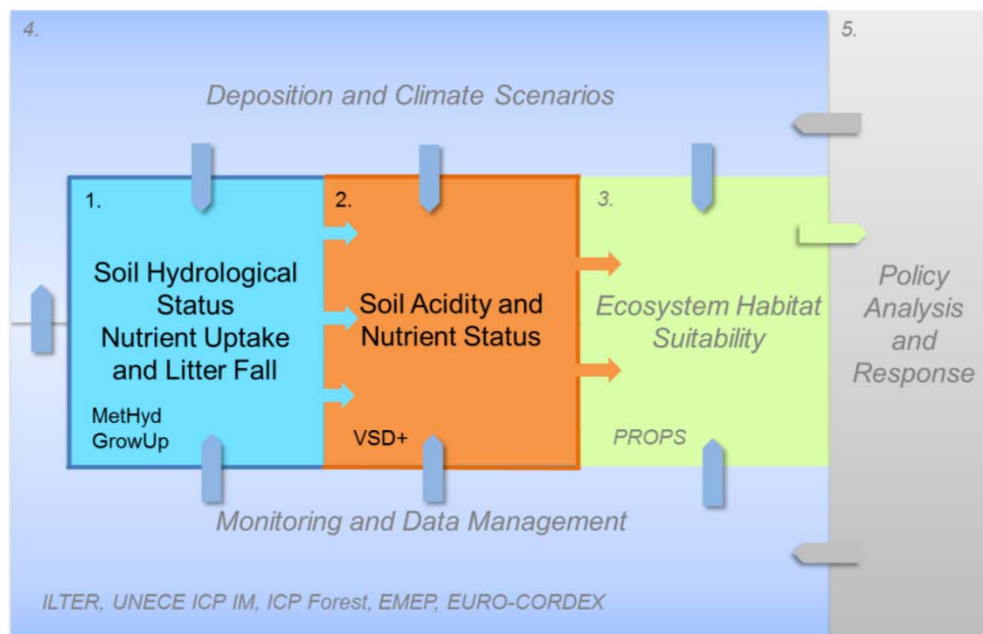 4.
5.
Deposition and Climate Scenarios
1.
Soil Hydrological
Status
Nutrient Uptake
and Litter Fall
MetHyd
GrowUp
2.
Soil Acidity and
Nutrient Status
VSD+
3.
Ecosystem Habitat
Suitability
PROPS
Policy
Analysis
and
Response
Monitoring and Data Management
ILTER, UNECE ICP IM, ICP Forest, EMEP, EURO-CORDEX